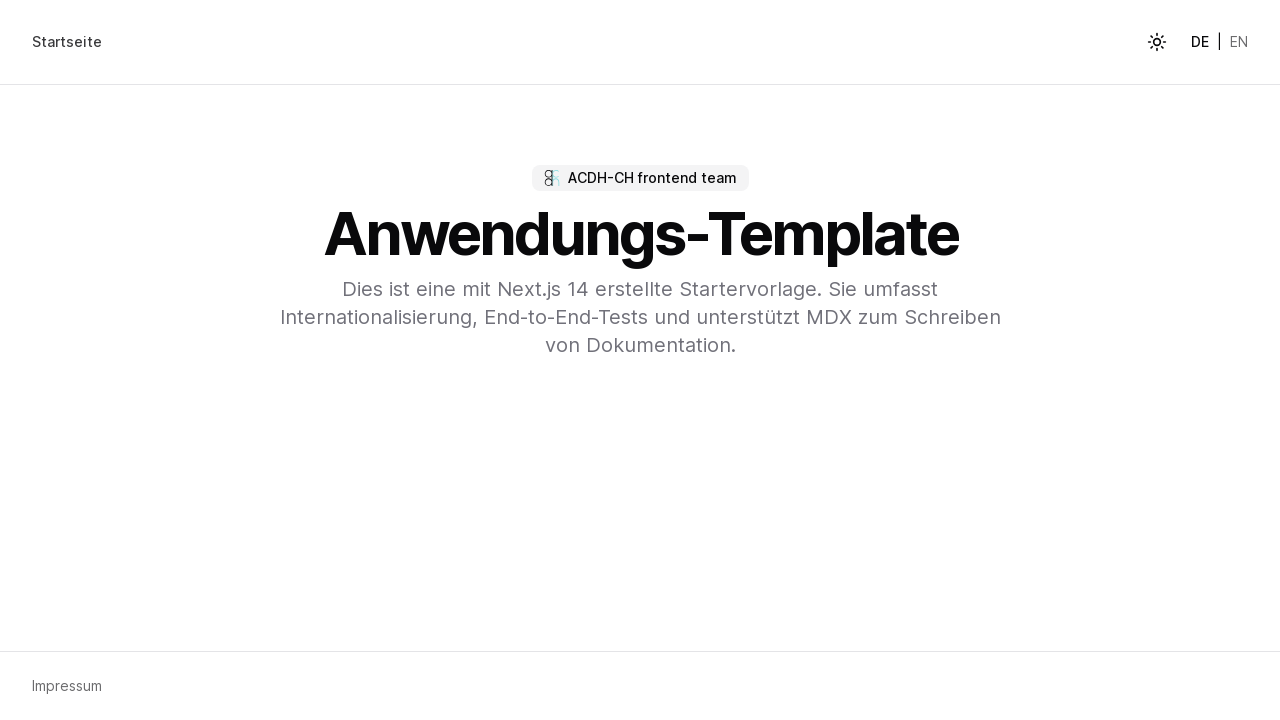 Startseite
DE | EN
ACDH-CH frontend team
Anwendungs-Template
Dies ist eine mit Next.js 14 erstellte Startervorlage. Sie umfasst
Internationalisierung, End-to-End-Tests und unterstützt MDX zum Schreiben
von Dokumentation.
Impressum